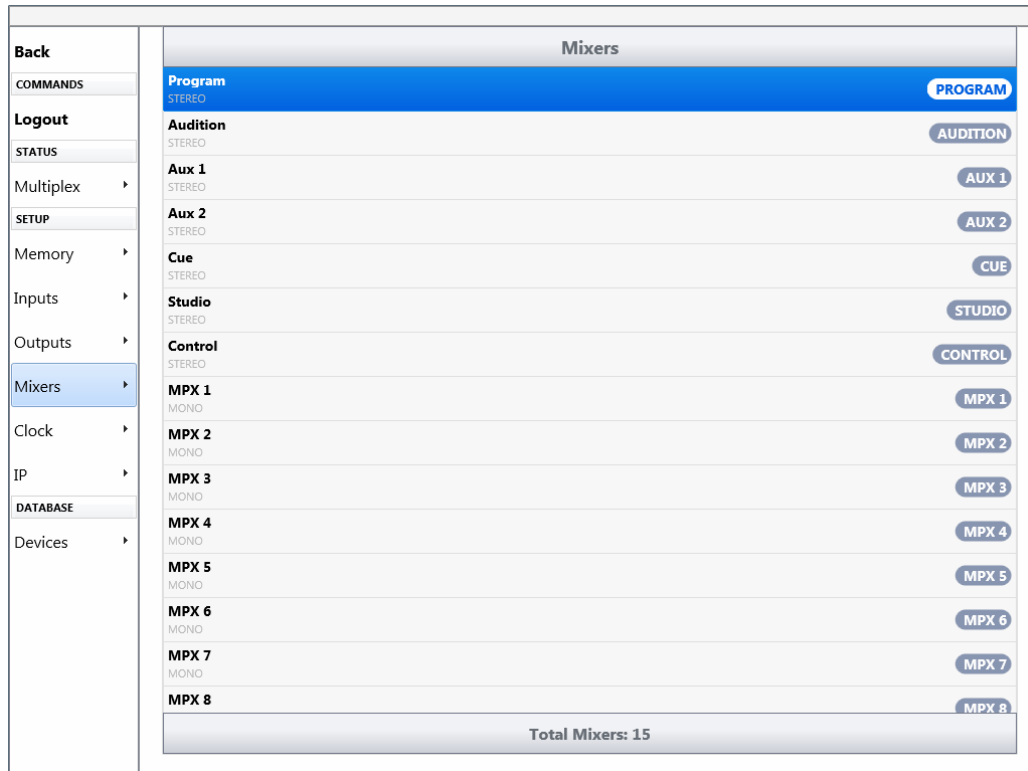 Back
COMMANDS
Logout
STATUS
Multiplex
SETUP
Memory
Inputs
Outputs
Mixers
Clock
IP
DATABASE
Devices
Mixers
Program
STEREO
PROGRAM
Audition
STEREO
AUDITION
Aux 1
STEREO
AUX 1
Aux 2
STEREO
AUX 2
Cue
STEREO
CUE
Studio
STEREO
STUDIO
Control
STEREO
CONTROL
MPX 1
MONO
MPX 1
MPX 2
MONO
MPX 2
MPX 3
MONO
MPX 3
MPX 4
MONO
MPX 4
MPX 5
MONO
MPX 5
MPX 6
MONO
MPX 6
MPX 7
MONO
MPX 7
MPX 8
MPX 8
Total Mixers: 15